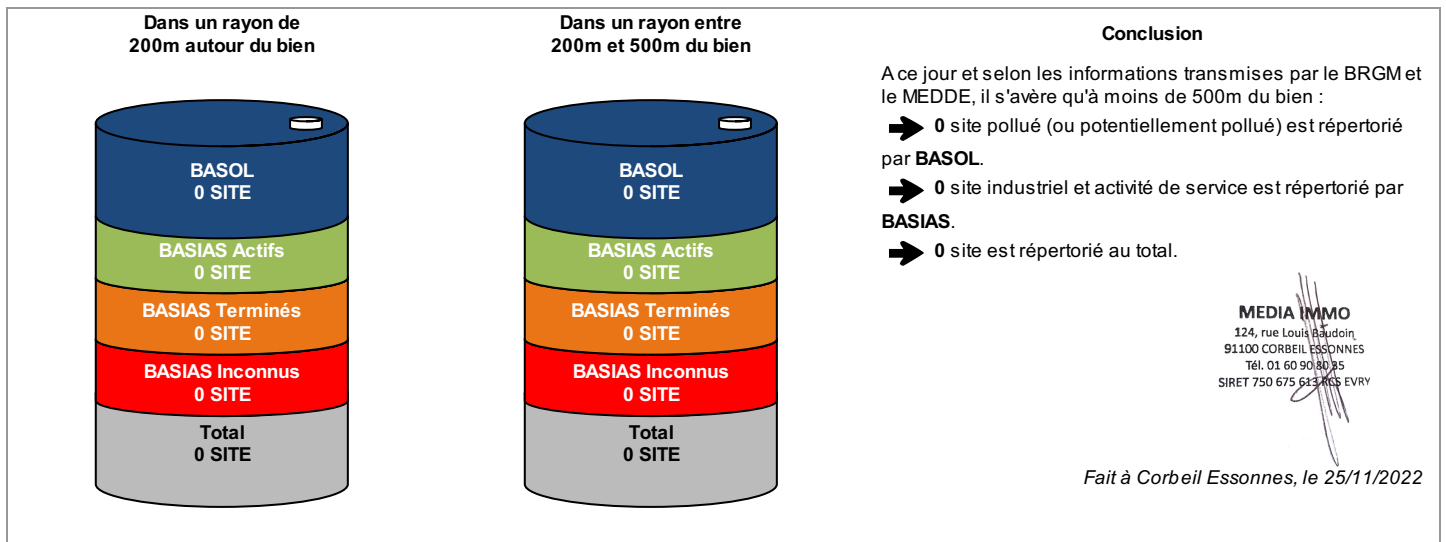 Dans un rayon de
200m autour du bien
BASOL
0 SITE
BASIAS Actifs
0 SITE
BASIAS Terminés
0 SITE
BASIAS Inconnus
0 SITE
Total
0 SITE
Dans un rayon entre
200m et 500m du bien
BASOL
0 SITE
BASIAS Actifs
0 SITE
BASIAS Terminés
0 SITE
BASIAS Inconnus
0 SITE
Total
0 SITE
Conclusion
A ce jour et selon les informations transmises par le BRGM et
le MEDDE, il s'avère qu'à moins de 500m du bien :
0 site pollué (ou potentiellement pollué) est répertorié
par BASOL.
0 site industriel et activité de service est répertorié par
BASIAS.
0 site est répertorié au total.
MEDIA IMMO
124, rue Louis Baudoin
91100 CORBEIL ESSONNES
Tél. 01 60 90 80 85
SIRET 750 675 613 RCS EVRY
Fait à Corbeil Essonnes, le 25/11/2022